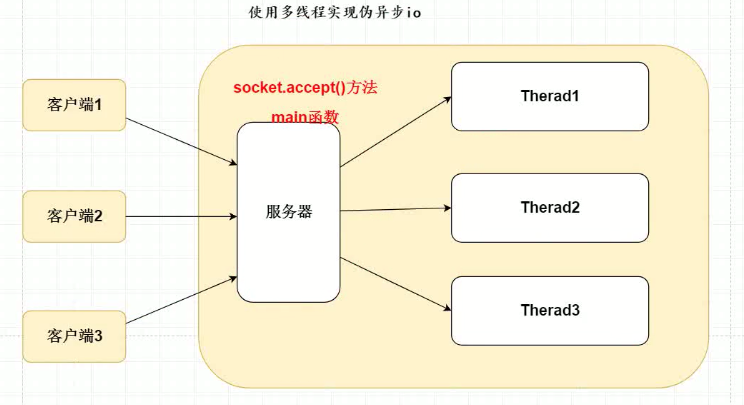 使用多线程实现伪异步io
socket.accept()方法
main函数
客户端1
客户端2
客户端3
服务器
Therad1
Therad2
Therad3